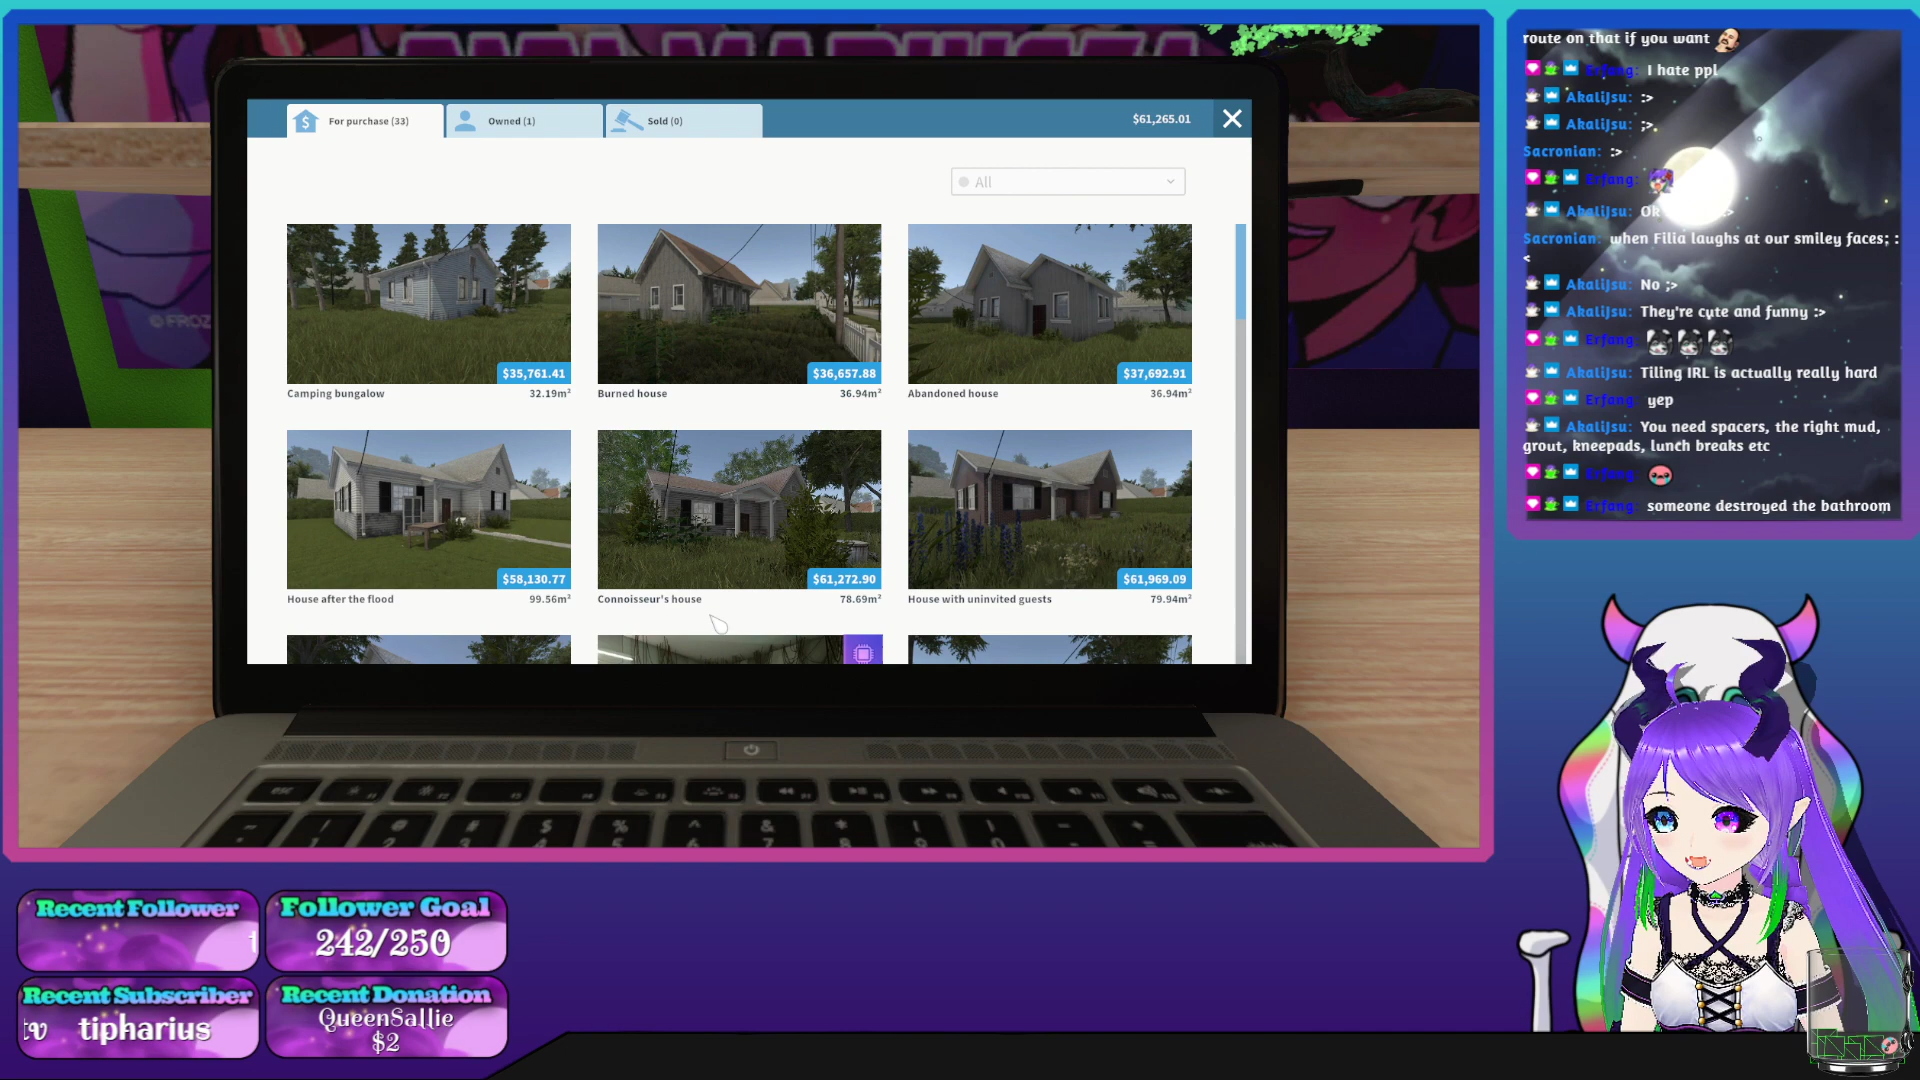 For purchase (33)
Owned (1)
Sold (0)
$61,265.01
All
$35,761.41
Camping bungalow
32.19m²
$36,657.88
Burned house
36.94m²
$37,692.91
Abandoned house
36.94m²
$58,130.77
House after the flood
99.56m²
$61,272.90
Connoisseur's house
78.69m²
$61,969.09
House with uninvited guests
79.94m²
esc
route on that if you want
Erfang: I hate ppl
AkaliJsu: :>
AkaliJsu: ;>
Sacronian: :>
Erfang:
AkaliJsu: Ok
Sacronian: when Filia laughs at our smiley faces; :
<
AkaliJsu: No ;>
AkaliJsu: They're cute and funny :>
Erfang:
AkaliJsu: Tiling IRL is actually really hard
Erfang: yep
AkaliJsu: You need spacers, the right mud,
grout, kneepads, lunch breaks etc
Erfang:
Erfang: someone destroyed the bathroom
Recent Follower
Follower Goal
242/250
Recent Subscriber
tipharius
Recent Donation
QueenSallie
$2